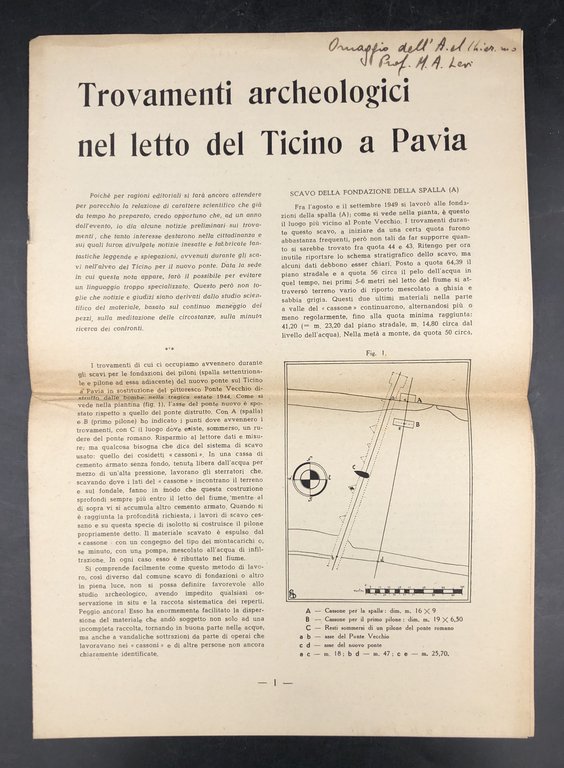 Omaggio dell'A. al Chier.mo
Prof. M. A. Levi
Trovamenti archeologici
nel letto del Ticino a Pavia
Poichè per ragioni editoriali si farà ancora attendere
per parecchio la relazione di carattere scientifico che già
da tempo ho preparato, credo opportuno che, ad un anno
dall'evento, io dia alcune notizie preliminari sui trova-
menti, che tanto interesse destarono nella cittadinanza e
sui quali furon divulgate notizie inesatte e fabbricate fan-
tastiche leggende e spiegazioni, ovvenuti durante gli sca-
vi nell'alveo del Ticino per il nuovo ponte. Data la sede
in cui questa nota appare, farò il possibile per evitare
un linguaggio troppo specializzato. Questo però non to-
glie che notizie e giudizi siano derivati dallo studio scien-
tifico del materiale, basato sul continuo maneggio dei
pezzi, sulla meditazione delle circostanze, sulla minuta
ricerca dei confronti.
***
I trovamenti di cui ci occupiamo avvennero durante
gli scavi per le fondazioni dei piloni (spalla settentriona-
le e pilone ad essa adiacente) del nuovo ponte sul Ticino
a Pavia in sostituzione del pittoresco Ponte Vecchio di-
strutto dalle bombe nella tragica estate 1944. Come si
vede nella piantina (fig. 1), l'asse del ponte nuovo è spo-
stato rispetto a quello del ponte distrutto. Con A (spalla)
e B (primo pilone) ho indicato i punti dove avvennero i
trovamenti, con C il luogo dove esiste, sommerso, un ru-
dere del ponte romano. Risparmio al lettore dati e misu-
re; ma qualcosa bisogna che dica del sistema di scavo
usato: quello dei cosidetti « cassoni ». In una cassa di
cemento armato senza fondo, tenuta libera dall'acqua per
mezzo di un'alta pressione, lavorano gli sterratori che,
scavando dove i lati del « cassone » incontrano il terreno
e sul fondale, fanno in modo che questa costruzione
sprofondi sempre più entro il letto del fiume, mentre al
di sopra vi si accumula altro cemento armato. Quando si
è raggiunta la profondità richiesta, i lavori di scavo ces-
sano e su questa specie di isolotto si costruisce il pilone
propriamente detto. Il materiale scavato è espulso dal
« cassone » con un congegno del tipo dei montacarichi o,
se minuto, con una pompa, mescolato all'acqua di infil-
trazione. In ogni caso esso è ributtato nel fiume.
Si comprende facilmente come questo metodo di lavo-
ro, così diverso dal comune scavo di fondazioni o altro
in piena luce, non si possa definire favorevole allo
studio archeologico, avendo impedito qualsiasi osser-
vazione in situ e la raccolta sistematica dei reperti.
Peggio ancora! Esso ha enormemente facilitato la disper-
sione del materiale che andò soggetto non solo ad una
incompleta raccolta, tornando in buona parte nelle acque,
ma anche a vandaliche sottrazioni da parte di operai che
lavoravano nei « cassoni » e di altre persone non ancora
chiaramente identificate.
SCAVO DELLA FONDAZIONE DELLA SPALLA (A)
Fra l'agosto e il settembre 1949 si lavorò alle fonda-
zioni della spalla (A); come si vede nella pianta, è questo
il luogo più vicino al Ponte Vecchio. I trovamenti duran-
te questo scavo, a iniziare da una certa quota furono
abbastanza frequenti, però non tali da far supporre quan-
to si sarebbe trovato fra quota 44 e 43. Ritengo per ora
inutile riportare lo schema stratigrafico dello scavo, ma
alcuni dati debbono esser chiari. Posto a quota 64,39 il
piano stradale e a quota 56 circa il pelo dell'acqua in
quel tempo, nei primi 5-6 metri nel letto del fiume si at-
traversò terreno vario di riporto mescolato a ghisia e
sabbia grigia. Questi due ultimi materiali nella parte
a valle del « cassone » continuarono, alternandosi più o
meno regolarmente, fino alla quota minima raggiunta:
41,20 (= m. 23,20 dal piano stradale, m. 14,80 circa dal
livello dell'acqua). Nella metà a monte, da quota 50 circa,
Fig. 1.
A
B
C
A — Cassone per la spalla: dim. m. 16 × 9
B — Cassone per il primo pilone: dim. m. 19 × 6,50
C — Resti sommersi di un pilone del ponte romano
a b — asse del Ponte Vecchio
c d — asse del nuovo ponte
a c — m. 18; b d — m. 47; c e — m. 25,70.
— 1 —